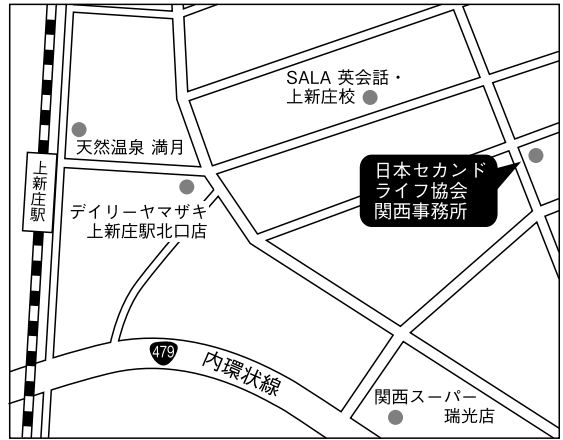 SALA 英会話・
上新庄校
天然温泉 満月
上新庄駅
日本セカンド
ライフ協会
関西事務所
デイリーヤマザキ
上新庄駅北口店
479
内環状線
関西スーパー
瑞光店